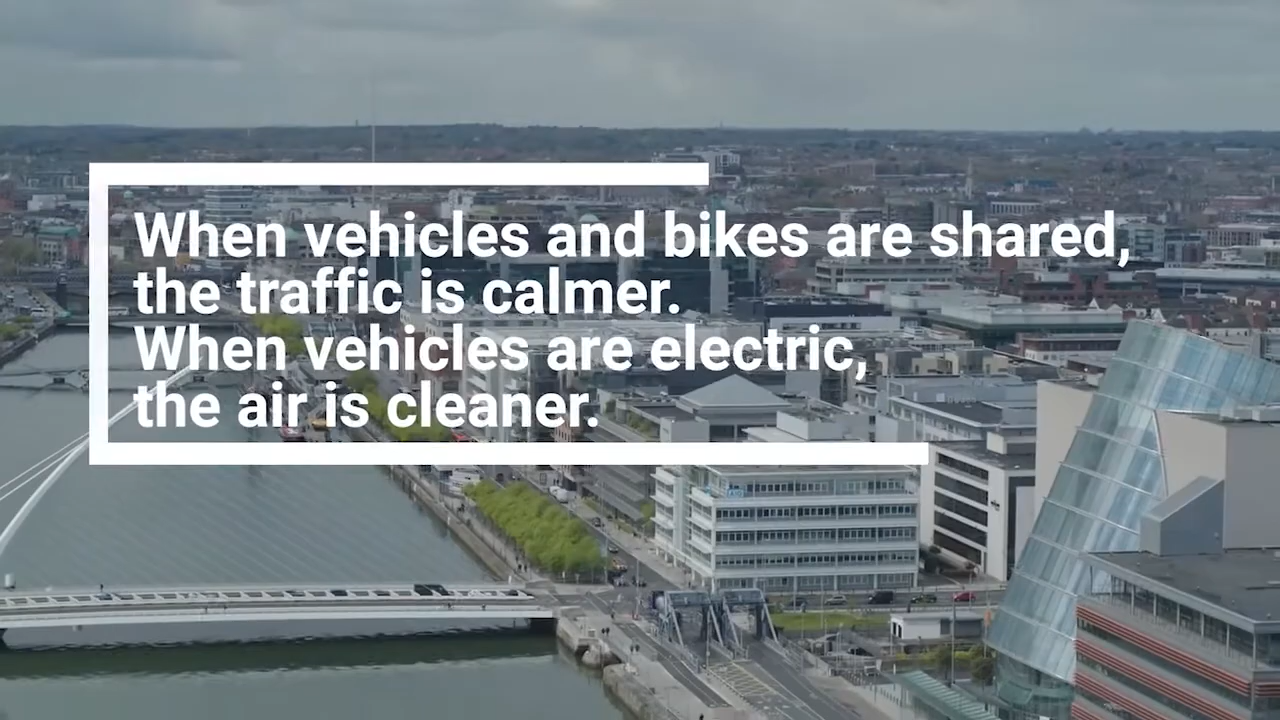 When vehicles and bikes are shared,
the traffic is calmer.
When vehicles are electric,
the air is cleaner.